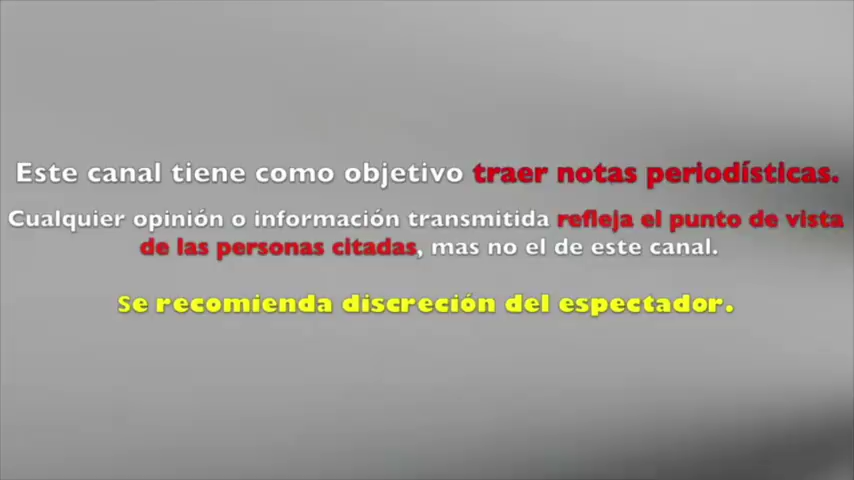 Este canal tiene como objetivo traer notas periodísticas.
Cualquier opinión o información transmitida refleja el punto de vista
de las personas citadas, mas no el de este canal.
Se recomienda discreción del espectador.